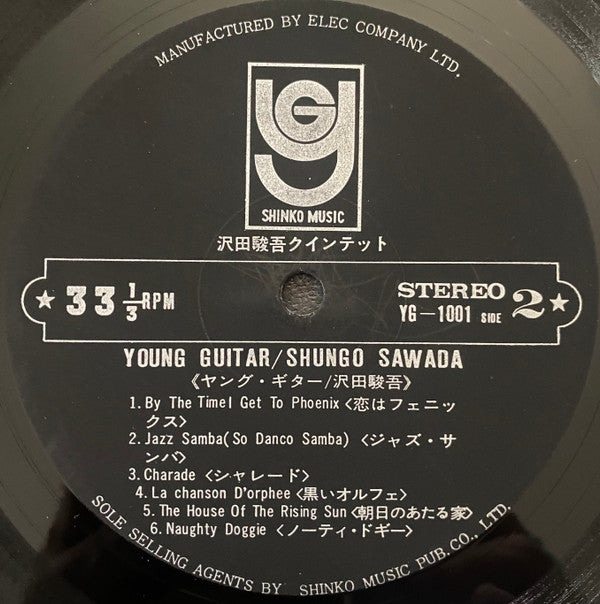 MANUFACTURED BY ELEC COMPANY LTD.
YG
SHINKO MUSIC
沢田駿吾クインテット
★ 33 1/3 RPM
STEREO
YG-1001 SIDE 2 ★
YOUNG GUITAR/SHUNGO SAWADA
《ヤング・ギター/沢田駿吾》
1.By The TimeI Get To Phoenix<恋はフェニッ
クス>
2.Jazz Samba(So Danco Samba) <ジャズ・サ
ンバ>
3.Charade <シャレード>
4.La chanson D'orphee<黒いオルフェ>
5.The House Of The Rising Sun<朝日のあたる家>
6.Naughty Doggie <ノーティ・ドギー>
SOLE SELLING AGENTS BY SHINKO MUSIC PUB.CO., LTD.